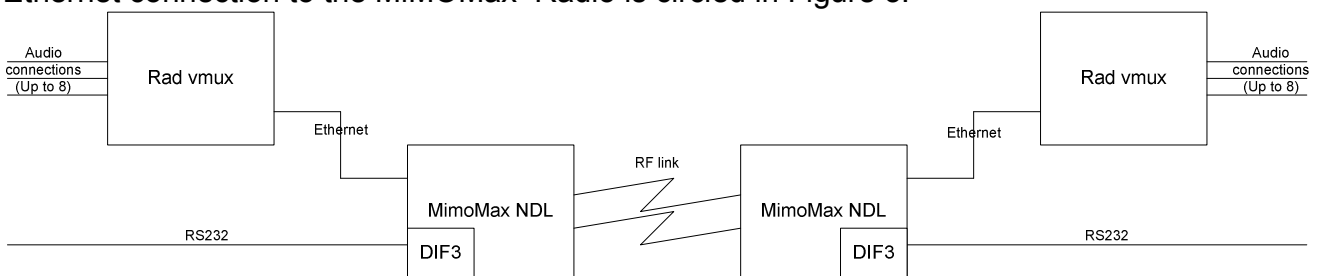 Ethernet connection to the MiMOMax Radio is circled in Figure
Audio
connections
(Up to 8)
Rad vmux
Ethernet
MimoMax NDL
RF link
MimoMax NDL
Ethernet
Rad vmux
Audio
connections
(Up to 8)
RS232
DIF3
DIF3
RS232